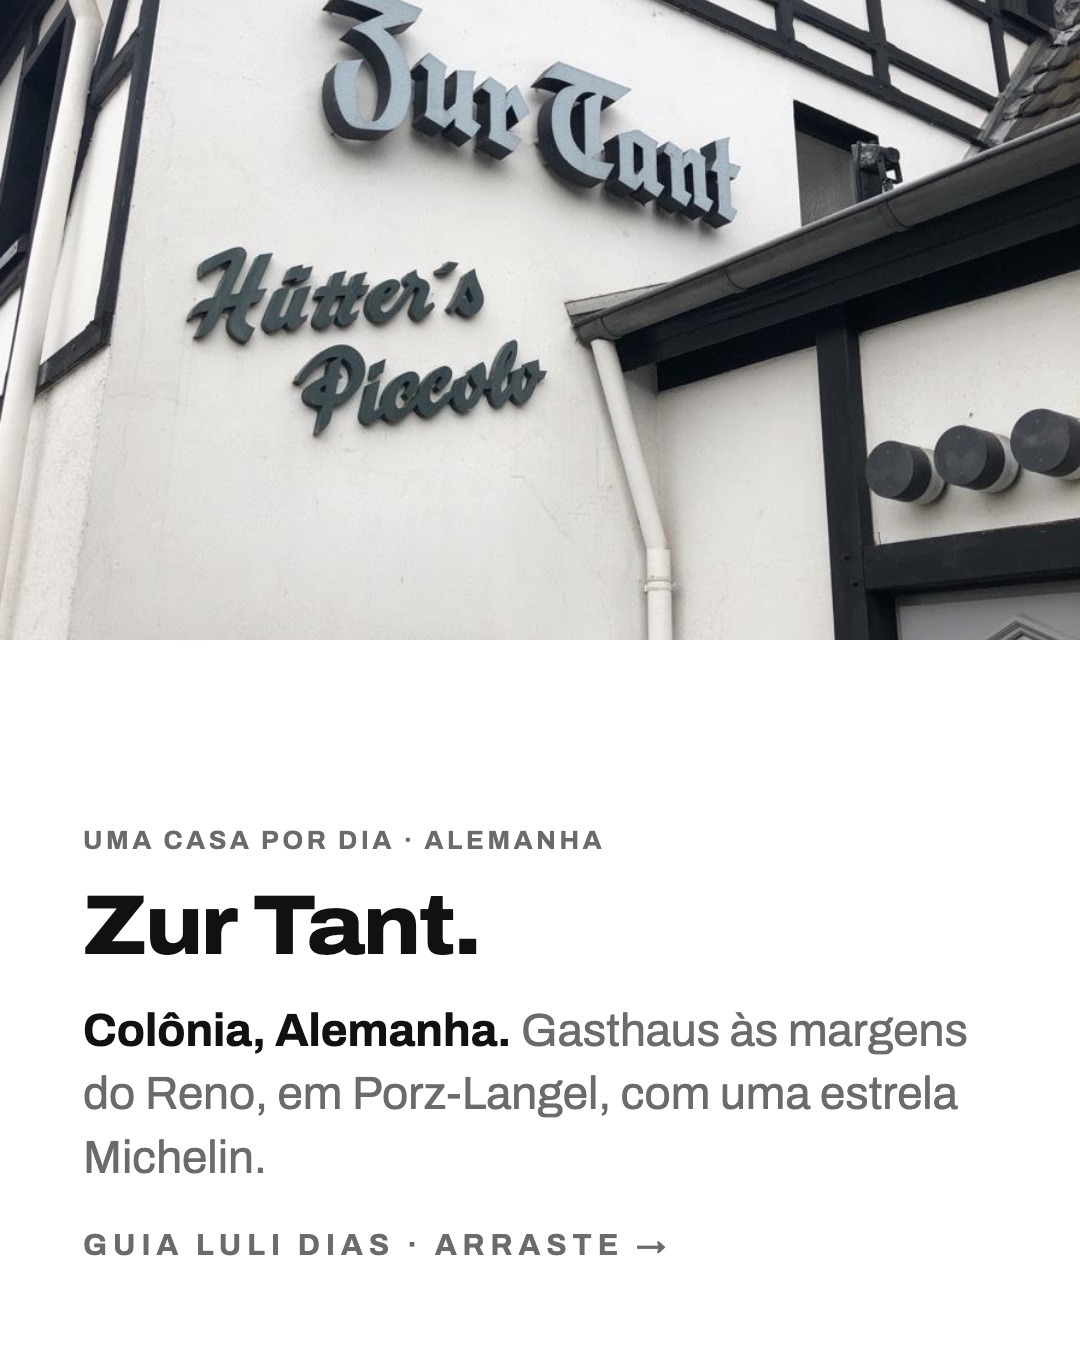 Zur Tant
Hütter´s
Piccolo
UMA CASA POR DIA · ALEMANHA
Zur Tant.
Colônia, Alemanha. Gasthaus às margens
do Reno, em Porz-Langel, com uma estrela
Michelin.
GUIA LULI DIAS · ARRASTE →